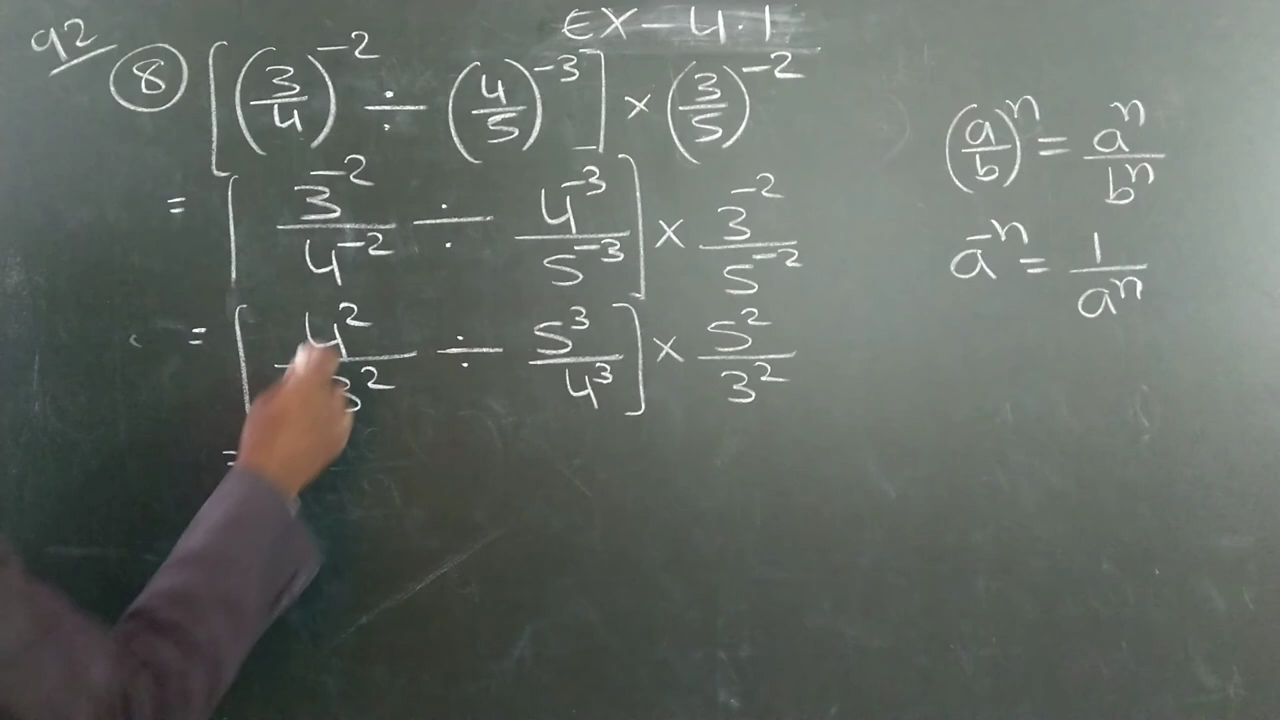 EX-4.1
92
⑧ [(3/4)^-2 ÷ (4/5)^-3] × (3/5)^-2
= [3^-2/4^-2 ÷ 4^-3/5^-3] × 3^-2/5^-2
= [4^2/3^2 ÷ 5^3/4^3] × 5^2/3^2
=
(a/b)^n = a^n/b^n
a^-n = 1/a^n